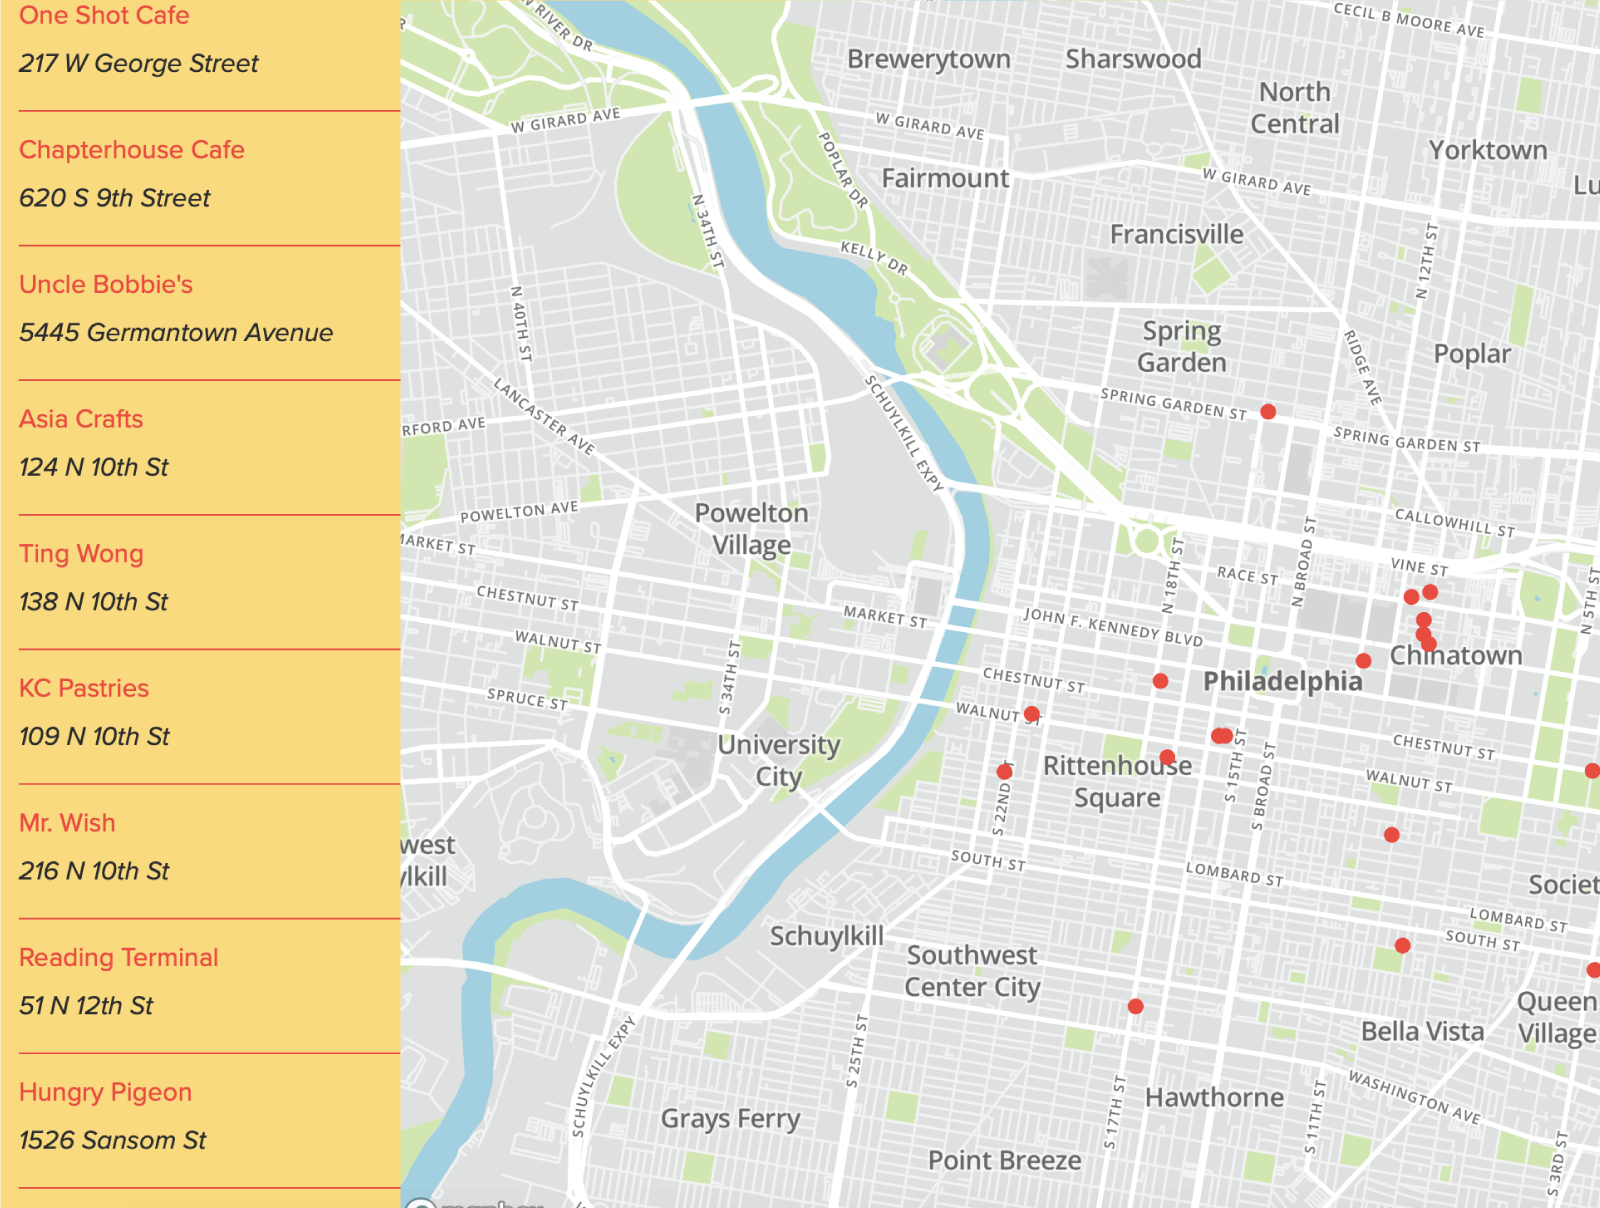 One Shot Cafe
217 W George Street
Chapterhouse Cafe
620 S 9th Street
Uncle Bobbie's
5445 Germantown Avenue
Asia Crafts
124 N 10th St
Ting Wong
138 N 10th St
KC Pastries
109 N 10th St
Mr. Wish
216 N 10th St
Reading Terminal
51 N 12th St
Hungry Pigeon
1526 Sansom St
RIVER DR
CECIL B MOORE AVE
Brewerytown
Sharswood
North
Central
W GIRARD AVE
W GIRARD AVE
Yorktown
POPLAR DR
Fairmount
W GIRARD AVE
Lu
N 34TH ST
Francisville
KELLY DR
N 12TH ST
N 40TH ST
Spring
Garden
RIDGE AVE
Poplar
LANCASTER AVE
SCHUYLKILL EXPY
SPRING GARDEN ST
RFORD AVE
SPRING GARDEN ST
Powelton
Village
POWELTON AVE
CALLOWHILL ST
MARKET ST
N BROAD ST
VINE ST
N 18TH ST
RACE ST
N 5TH ST
CHESTNUT ST
MARKET ST
JOHN F. KENNEDY BLVD
WALNUT ST
Chinatown
S 34TH ST
CHESTNUT ST
Philadelphia
SPRUCE ST
WALNUT ST
University
City
CHESTNUT ST
Rittenhouse
Square
S 15TH ST
S BROAD ST
WALNUT ST
S 22ND ST
west
ylkill
SOUTH ST
LOMBARD ST
Societ
LOMBARD ST
Schuylkill
SOUTH ST
Southwest
Center City
Queen
Village
SCHUYLKILL EXPY
S 25TH ST
Bella Vista
WASHINGTON AVE
S 17TH ST
Hawthorne
S 11TH ST
Grays Ferry
Point Breeze
S 3RD ST